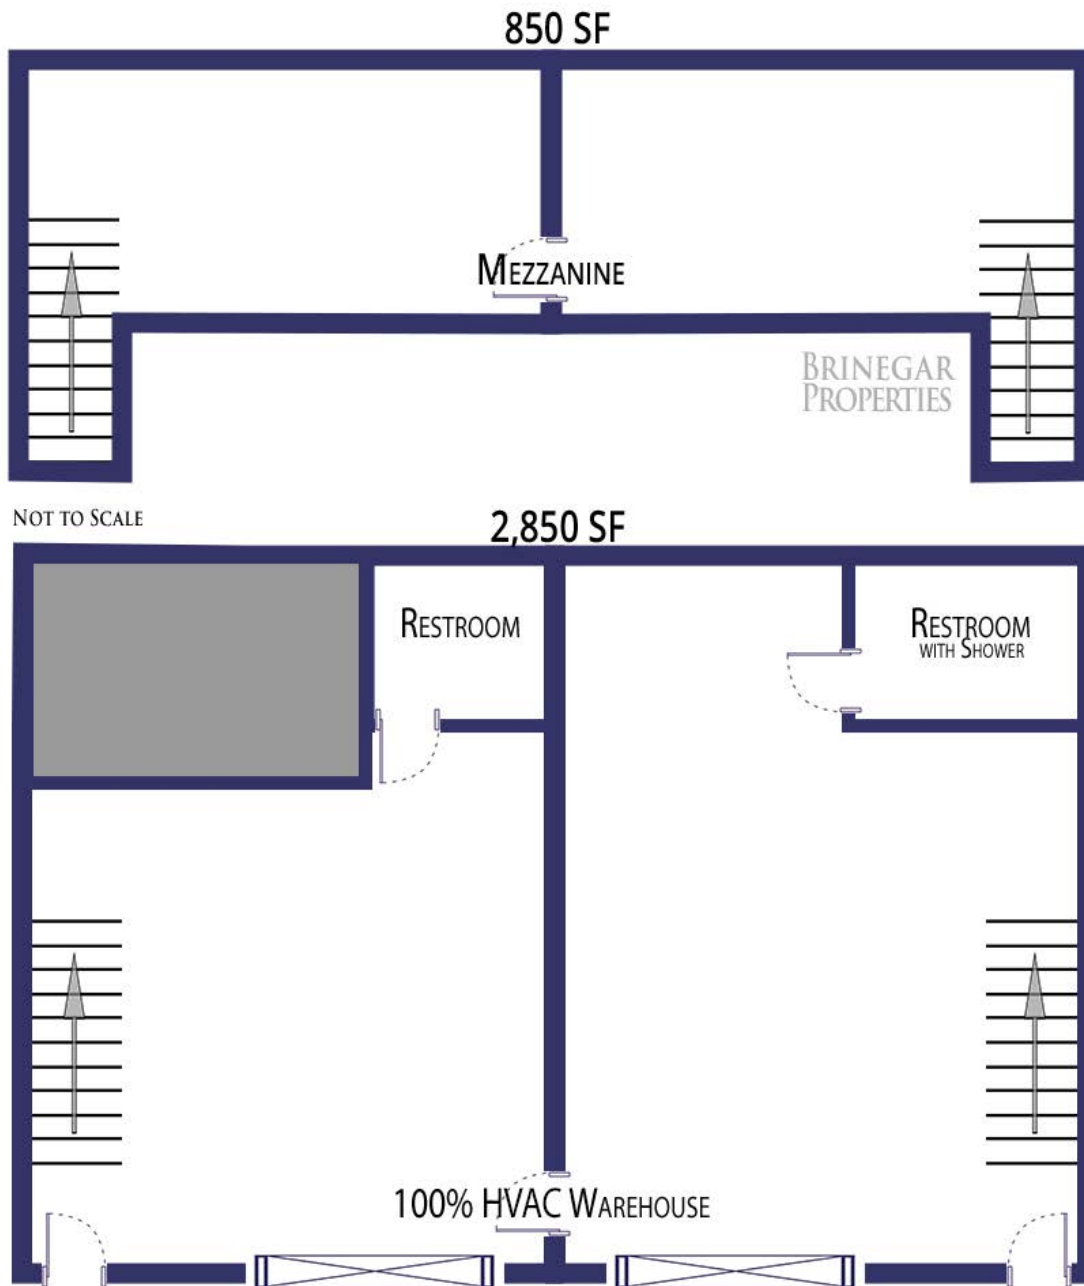 850 SF
MEZZANINE
BRINEGAR
PROPERTIES
NOT TO SCALE
2,850 SF
RESTROOM
RESTROOM
WITH SHOWER
100% HVAC WAREHOUSE